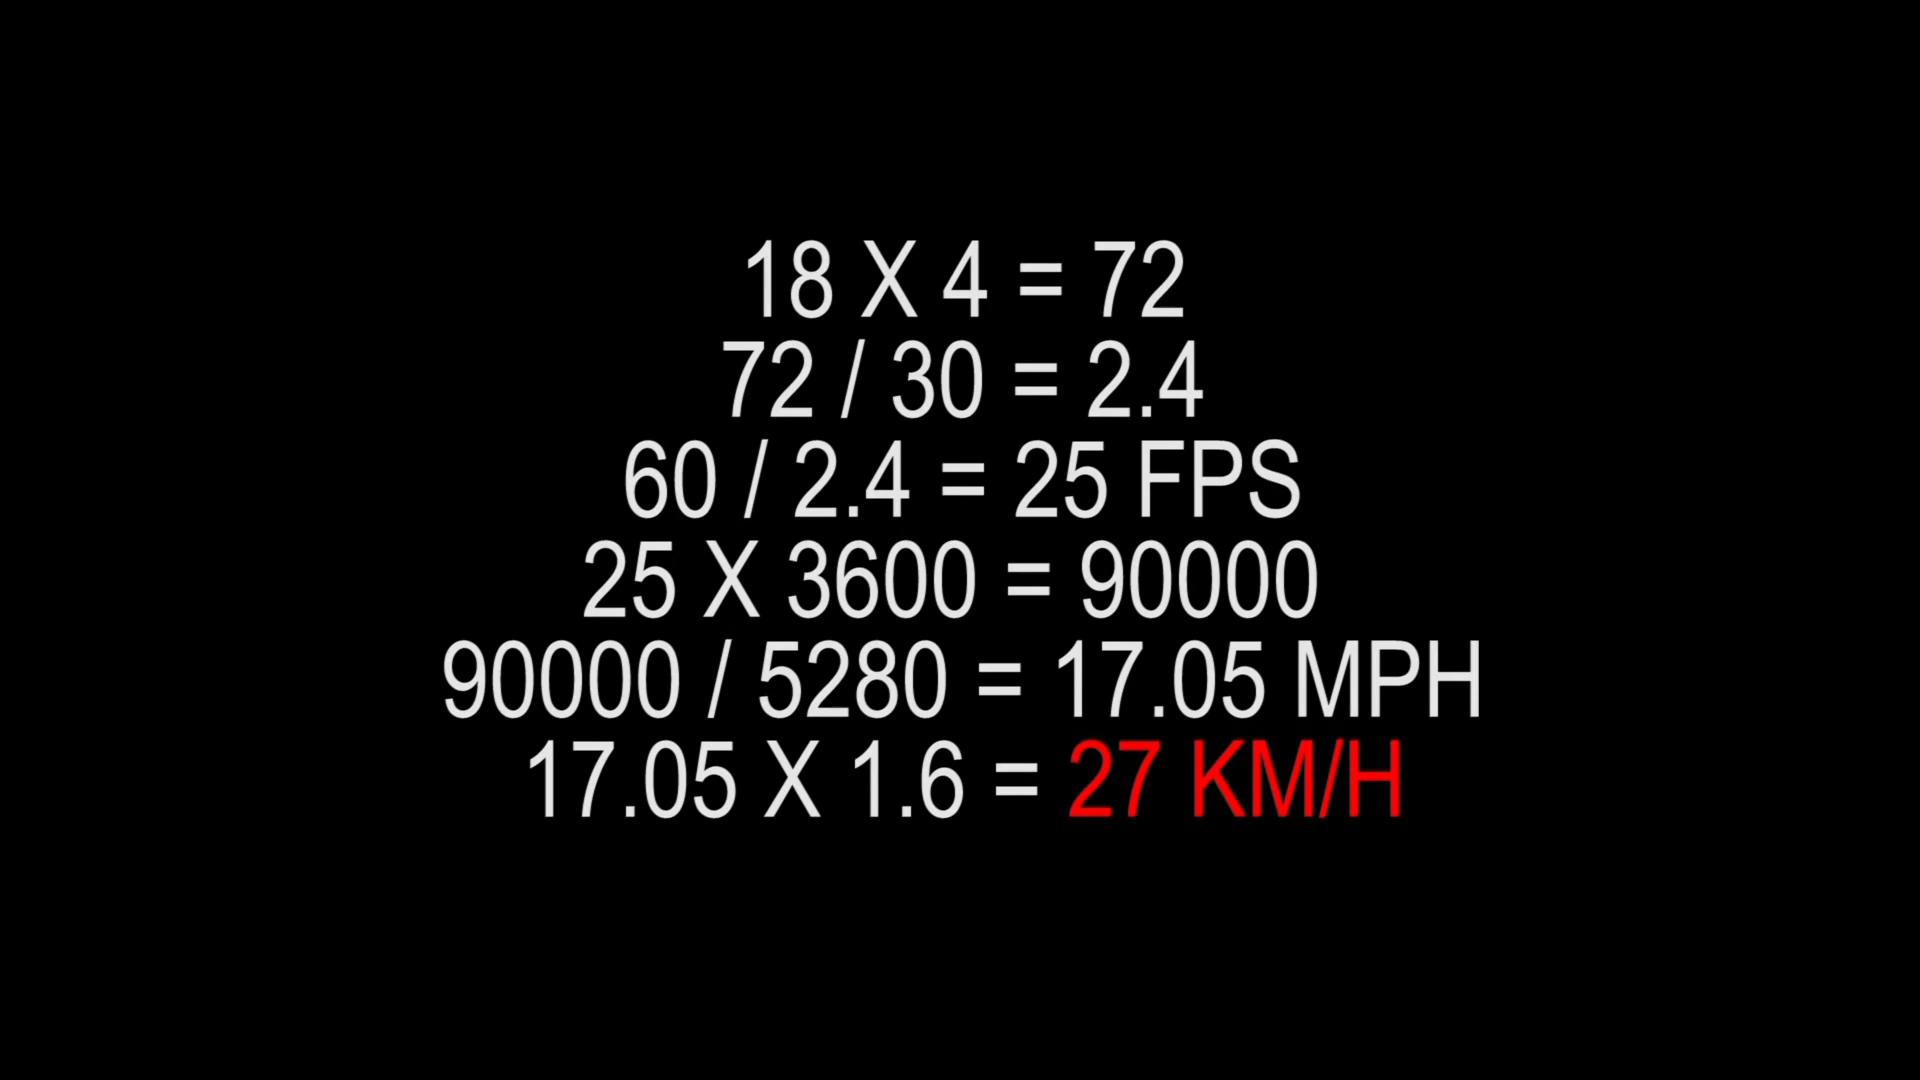 18 X 4 = 72
72 / 30 = 2.4
60 / 2.4 = 25 FPS
25 X 3600 = 90000
90000 / 5280 = 17.05 MPH
17.05 X 1.6 = 27 KM/H